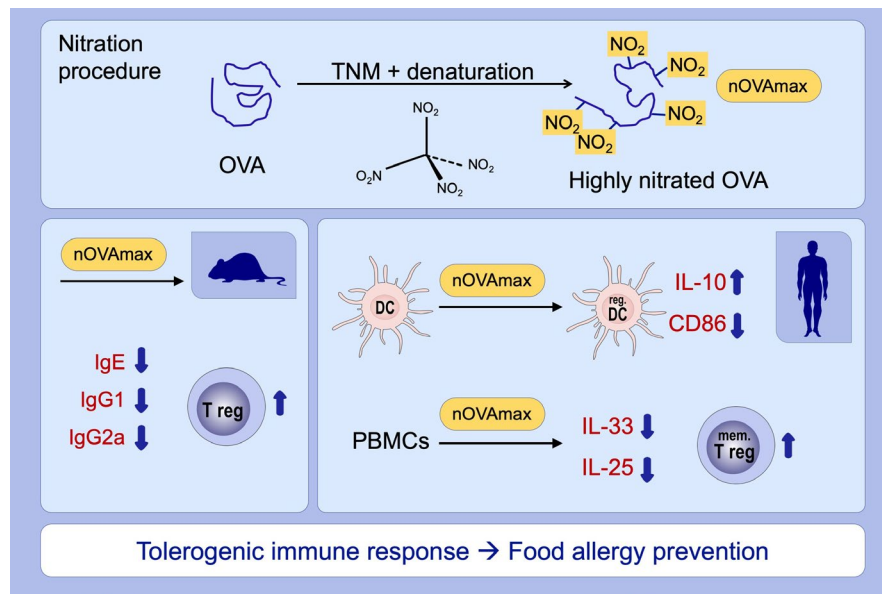 Nitration
procedure
TNM + denaturation
OVA
NO₂
O₂N
NO₂
NO₂
NO₂
NO₂
NO₂
NO₂
NO₂
nOVAmax
Highly nitrated OVA
nOVAmax
IgE
IgG1
IgG2a
T reg
DC
nOVAmax
reg.
DC
IL-10
CD86
PBMCs
nOVAmax
IL-33
IL-25
mem.
T reg
Tolerogenic immune response → Food allergy prevention